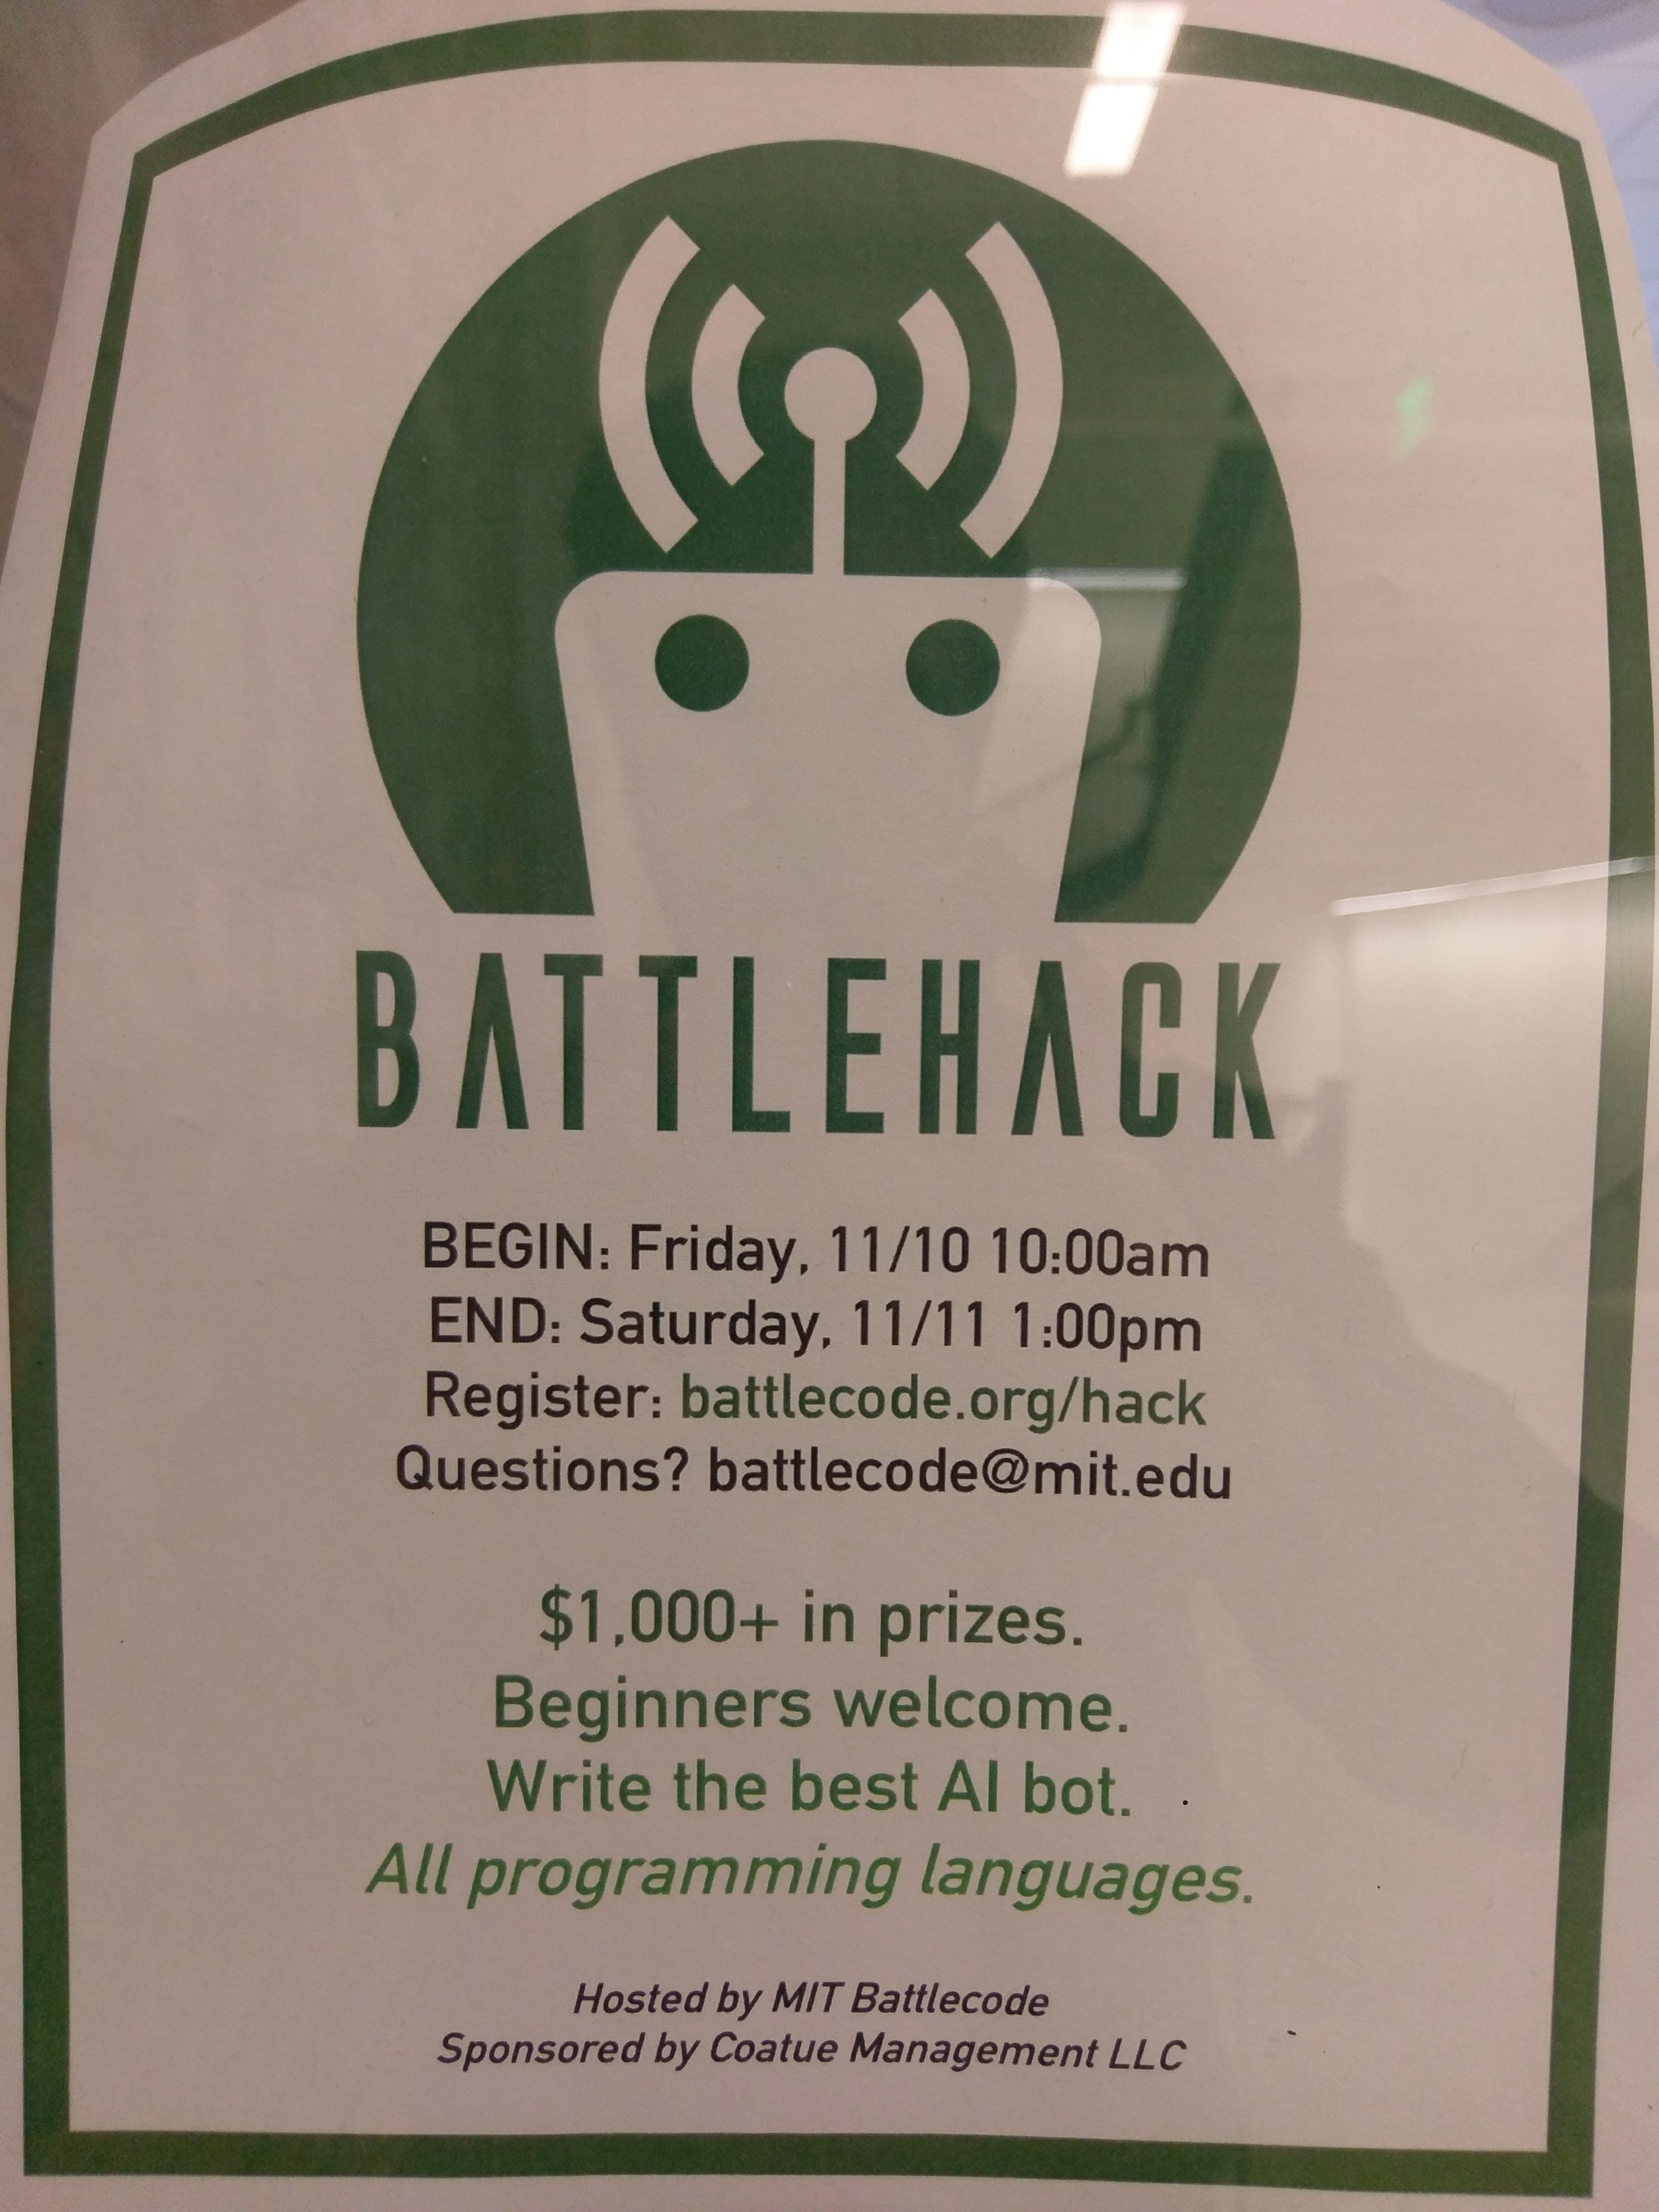 BATTLEHACK
BEGIN: Friday, 11/10 10:00am
END: Saturday, 11/11 1:00pm
Register: battlecode.org/hack
Questions? battlecode@mit.edu
$1,000+ in prizes.
Beginners welcome.
Write the best AI bot.
All programming languages.
Hosted by MIT Battlecode
Sponsored by Coatue Management LLC